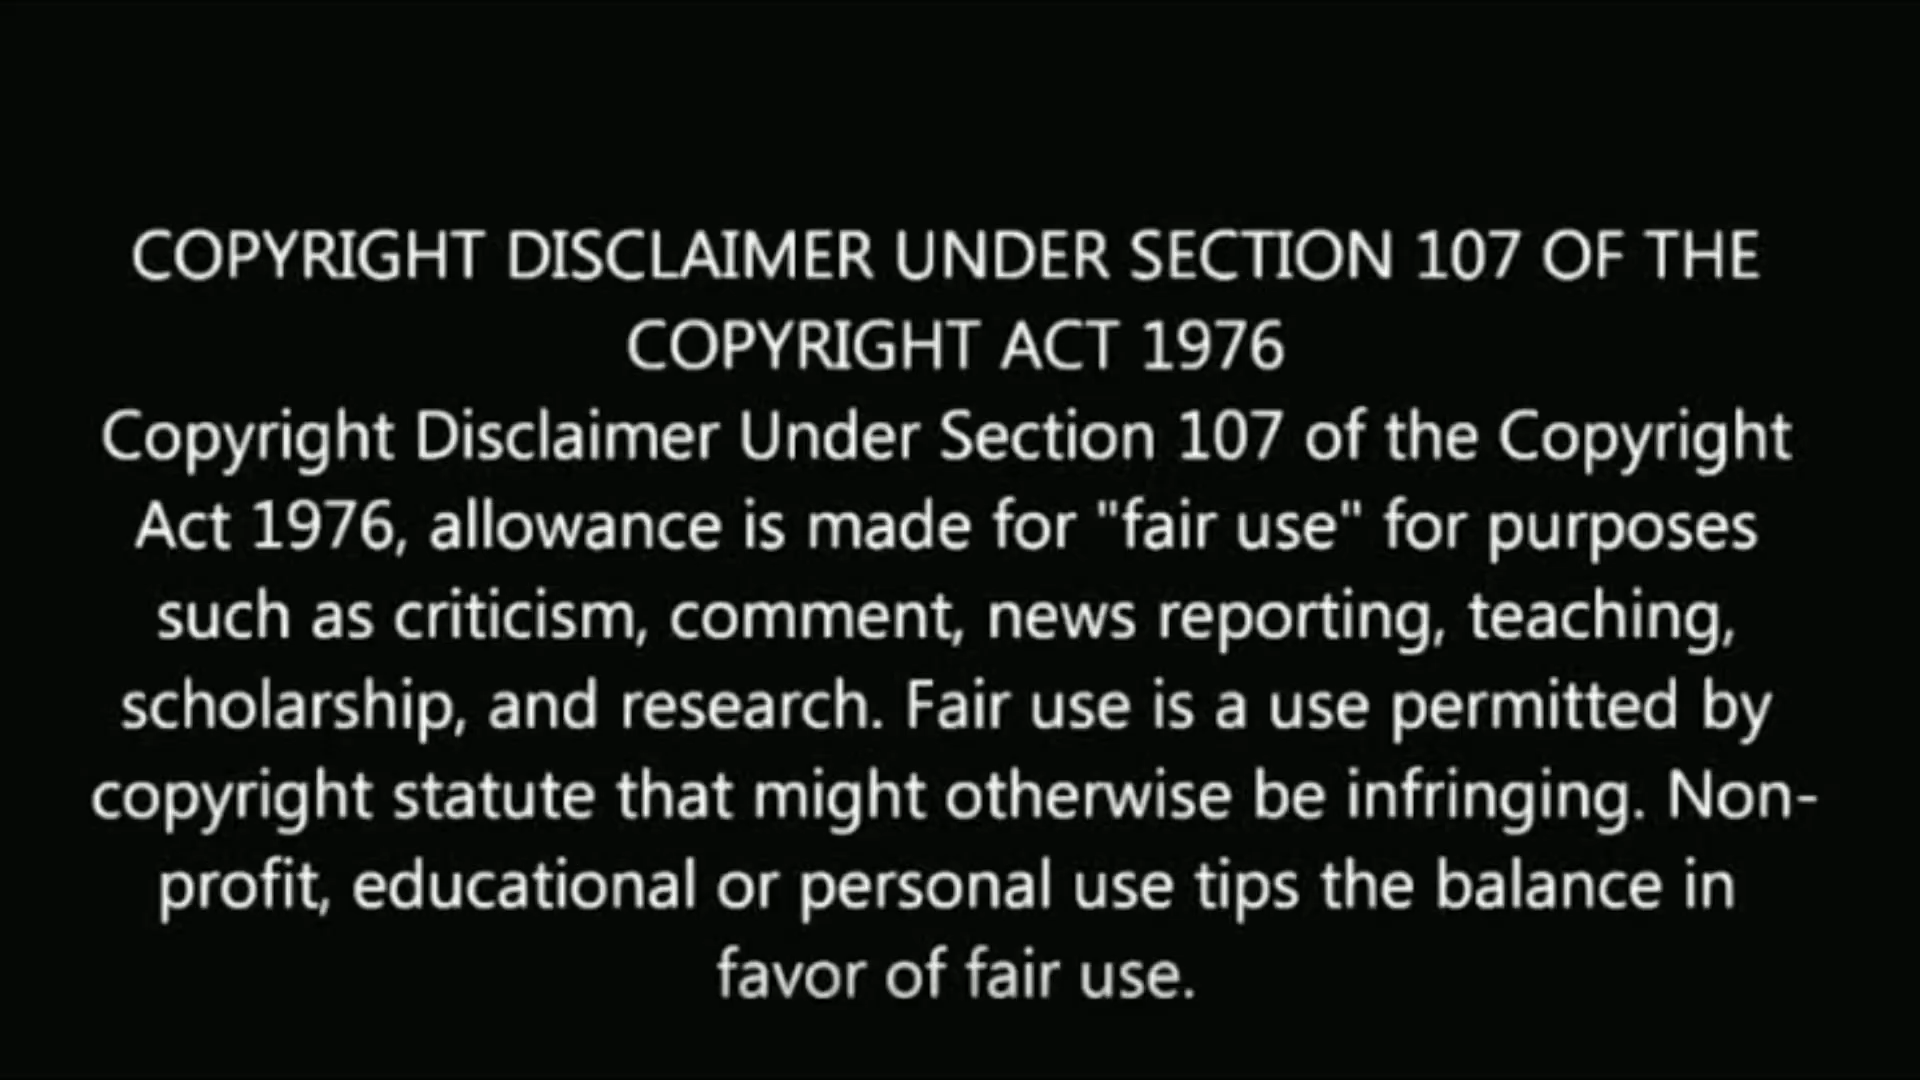 COPYRIGHT DISCLAIMER UNDER SECTION 107 OF THE
COPYRIGHT ACT 1976
Copyright Disclaimer Under Section 107 of the Copyright
Act 1976, allowance is made for "fair use" for purposes
such as criticism, comment, news reporting, teaching,
scholarship, and research. Fair use is a use permitted by
copyright statute that might otherwise be infringing. Non-
profit, educational or personal use tips the balance in
favor of fair use.